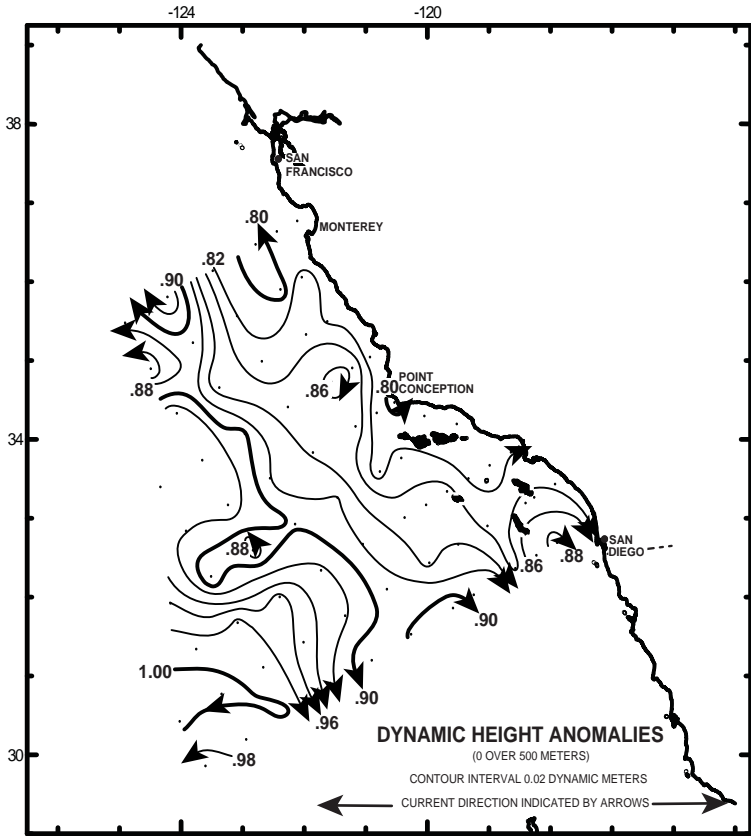 -124 -120
38
SAN
FRANCISCO
.80
MONTEREY
.82
.90
.88
.86
.80 POINT
CONCEPTION
34
.88
SAN
DIEGO
.86 .88
.90
1.00
.90
.96
.98
30
DYNAMIC HEIGHT ANOMALIES
(0 OVER 500 METERS)
CONTOUR INTERVAL 0.02 DYNAMIC METERS
CURRENT DIRECTION INDICATED BY ARROWS